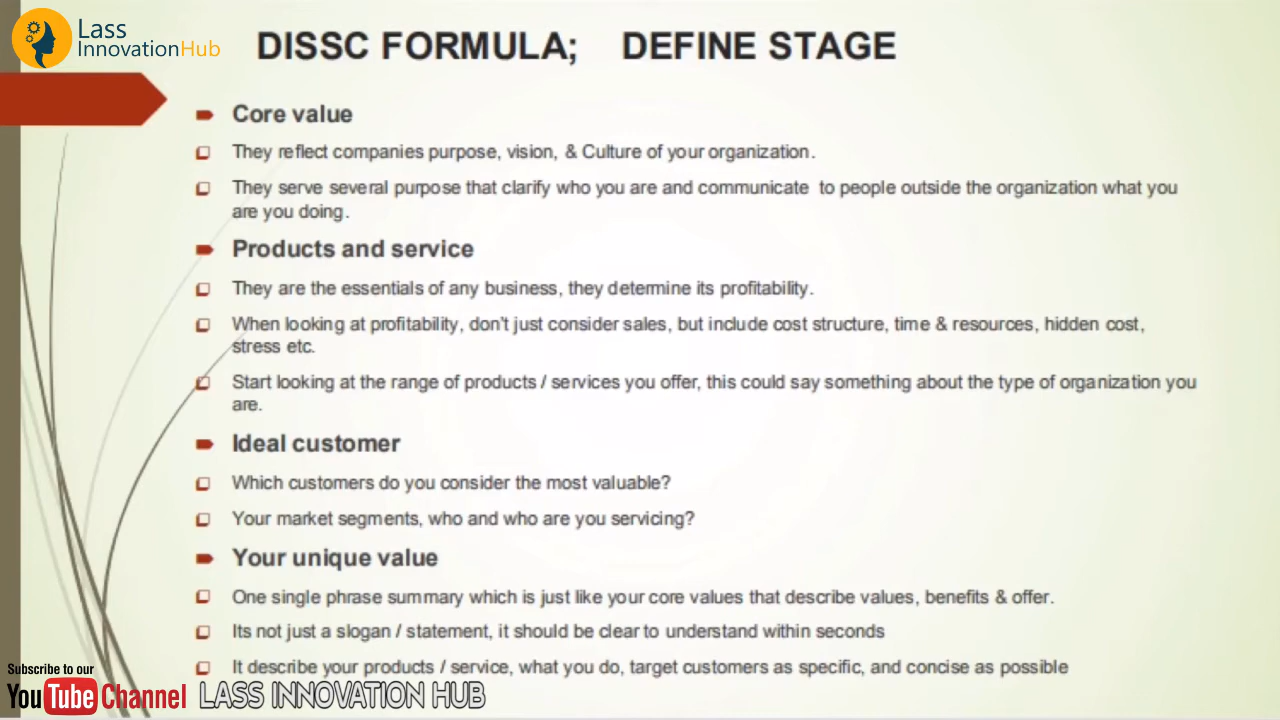 Lass
InnovationHub
DISSC FORMULA; DEFINE STAGE
Core value
They reflect companies purpose, vision, & Culture of your organization.
They serve several purpose that clarify who you are and communicate to people outside the organization what you
are you doing.
Products and service
They are the essentials of any business, they determine its profitability.
When looking at profitability, don't just consider sales, but include cost structure, time & resources, hidden cost,
stress etc.
Start looking at the range of products / services you offer, this could say something about the type of organization you
are.
Ideal customer
Which customers do you consider the most valuable?
Your market segments, who and who are you servicing?
Your unique value
One single phrase summary which is just like your core values that describe values, benefits & offer.
Its not just a slogan / statement, it should be clear to understand within seconds
It describe your products / service, what you do, target customers as specific, and concise as possible
Subscribe to our
YouTube Channel LASS INNOVATION HUB